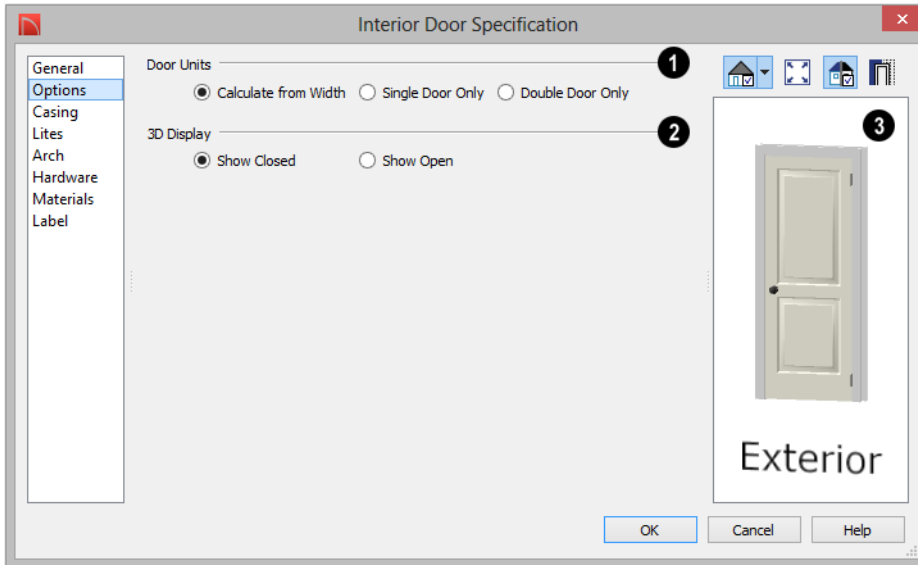 Interior Door Specification
General
Options
Casing
Lites
Arch
Hardware
Materials
Label
Door Units
1
Calculate from Width Single Door Only Double Door Only
3D Display
2
Show Closed Show Open
3
Exterior
OK Cancel Help